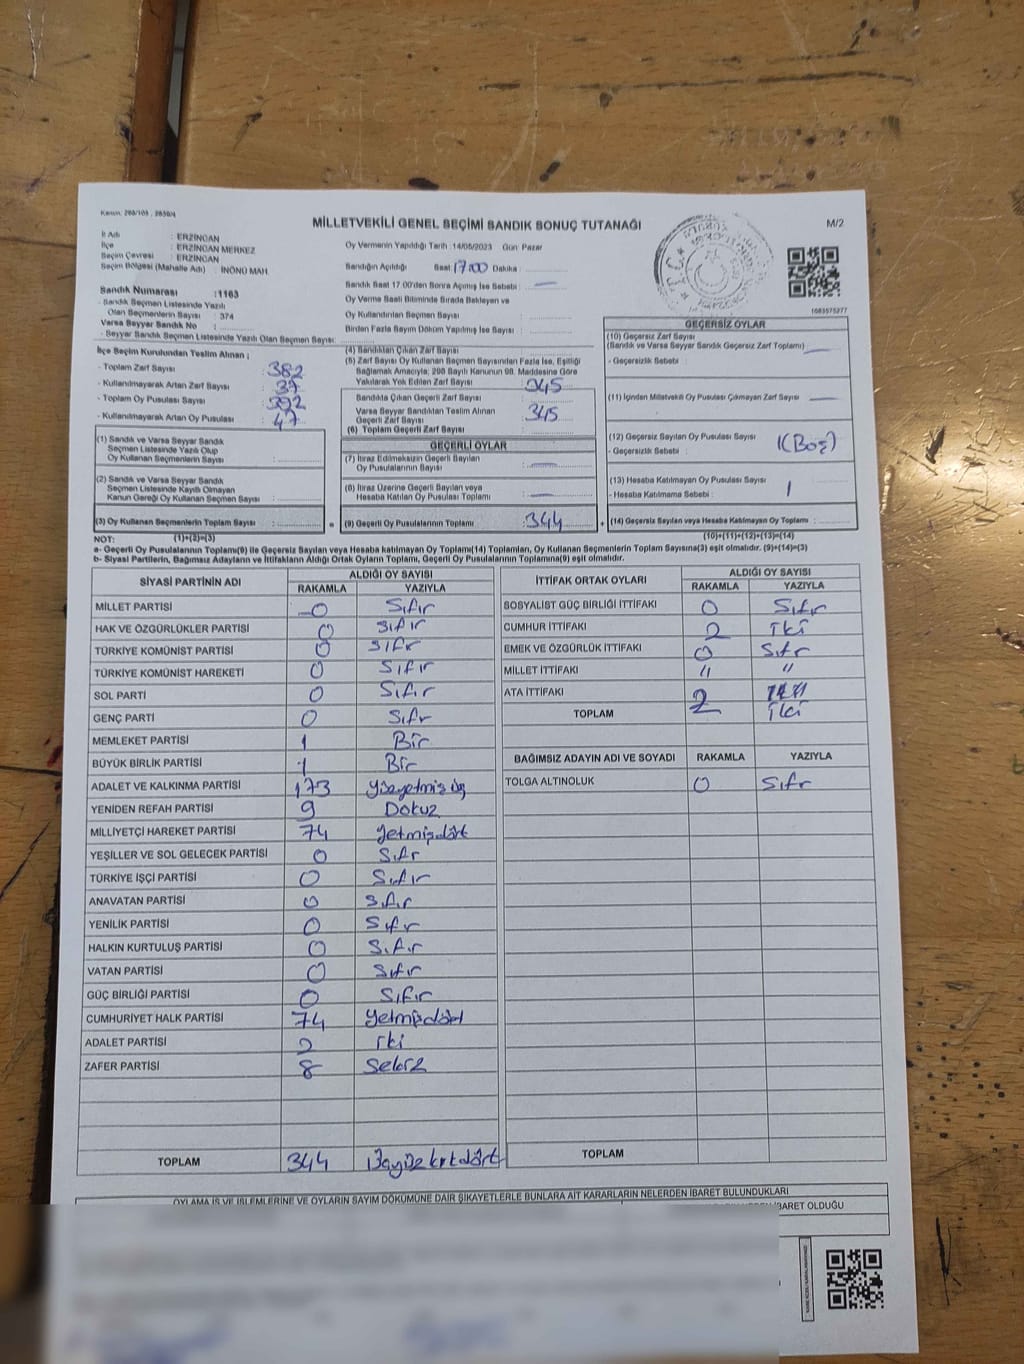 Kanun: 298/105 , 2839/4
MİLLETVEKİLİ GENEL SEÇİMİ SANDIK SONUÇ TUTANAĞI
M/2
İl Adı : ERZİNCAN
İlçe : ERZİNCAN MERKEZ
Seçim Çevresi : ERZİNCAN
Seçim Bölgesi (Mahalle Adı) : İNÖNÜ MAH.
Sandık Numarası :1163
- Sandık Seçmen Listesinde Yazılı
Olan Seçmenlerin Sayısı : 374
Varsa Seyyar Sandık No :
- Seyyar Sandık Seçmen Listesinde Yazılı Olan Seçmen Sayısı:
Oy Vermenin Yapıldığı Tarih :14/05/2023 Gün Pazar
Sandığın Açıldığı Saat 17:00 Dakika :
Sandık Saat 17:00'den Sonra Açılmış İse Sebebi : —
Oy Verme Saati Bitiminde Sırada Bekleyen ve
Oy Kullandırılan Seçmen Sayısı :
Birden Fazla Sayım Döküm Yapılmış İse Sayısı :
1683575277
İlçe Seçim Kurulundan Teslim Alınan ;
- Toplam Zarf Sayısı : 382
- Kullanılmayarak Artan Zarf Sayısı : 37
- Toplam Oy Pusulası Sayısı : 392
- Kullanılmayarak Artan Oy Pusulası : 47
(1) Sandık ve Varsa Seyyar Sandık
Seçmen Listesinde Yazılı Olup
Oy Kullanan Seçmenlerin Sayısı :
(2) Sandık ve Varsa Seyyar Sandık
Seçmen Listesinde Kayıtlı Olmayan
Kanun Gereği Oy Kullanan Seçmen Sayısı :
(3) Oy Kullanan Seçmenlerin Toplam Sayısı :
(4) Sandıktan Çıkan Zarf Sayısı :
(5) Zarf Sayısı Oy Kullanan Seçmen Sayısından Fazla İse, Eşitliği
Sağlamak Amacıyla; 298 Sayılı Kanunun 98. Maddesine Göre
Yakılarak Yok Edilen Zarf Sayısı : 345
Sandıkta Çıkan Geçerli Zarf Sayısı :
Varsa Seyyar Sandıktan Teslim Alınan
Geçerli Zarf Sayısı : 345
(6) Toplam Geçerli Zarf Sayısı :
GEÇERLİ OYLAR
(7) İtiraz Edilmeksizin Geçerli Sayılan
Oy Pusulalarının Sayısı : —
(8) İtiraz Üzerine Geçerli Sayılan veya
Hesaba Katılan Oy Pusulası Toplamı : —
= (9) Geçerli Oy Pusulalarının Toplamı : 344
GEÇERSİZ OYLAR
(10) Geçersiz Zarf Sayısı
(Sandık ve Varsa Seyyar Sandık Geçersiz Zarf Toplamı) : —
- Geçersizlik Sebebi :
(11) İçinden Milletvekili Oy Pusulası Çıkmayan Zarf Sayısı : —
(12) Geçersiz Sayılan Oy Pusulası Sayısı : 1(Boş)
- Geçersizlik Sebebi :
(13) Hesaba Katılmayan Oy Pusulası Sayısı : 1
- Hesaba Katılmama Sebebi :
+ (14) Geçersiz Sayılan veya Hesaba Katılmayan Oy Toplamı :
NOT: (1)+(2)=(3)
(10)+(11)+(12)+(13)=(14)
a- Geçerli Oy Pusulalarının Toplamı(9) ile Geçersiz Sayılan veya Hesaba katılmayan Oy Toplamı(14) Toplamları, Oy Kullanan Seçmenlerin Toplam Sayısına(3) eşit olmalıdır. (9)+(14)=(3)
b- Siyasi Partilerin, Bağımsız Adayların ve İttifakların Aldığı Ortak Oyların Toplamı, Geçerli Oy Pusulalarının Toplamına(9) eşit olmalıdır.
SİYASİ PARTİNİN ADI ALDIĞI OY SAYISI
RAKAMLA YAZIYLA
MİLLET PARTİSİ 0 Sıfır
HAK VE ÖZGÜRLÜKLER PARTİSİ 0 sıfır
TÜRKİYE KOMÜNİST PARTİSİ 0 sıfır
TÜRKİYE KOMÜNİST HAREKETİ 0 Sıfır
SOL PARTİ 0 Sıfır
GENÇ PARTİ 0 Sıfır
MEMLEKET PARTİSİ 1 Bir
BÜYÜK BİRLİK PARTİSİ 1 Bir
ADALET VE KALKINMA PARTİSİ 173 yüzyetmiş üç
YENİDEN REFAH PARTİSİ 9 Dokuz
MİLLİYETÇİ HAREKET PARTİSİ 74 yetmişdört
YEŞİLLER VE SOL GELECEK PARTİSİ 0 Sıfır
TÜRKİYE İŞÇİ PARTİSİ 0 Sıfır
ANAVATAN PARTİSİ 0 Sıfır
YENİLİK PARTİSİ 0 Sıfır
HALKIN KURTULUŞ PARTİSİ 0 Sıfır
VATAN PARTİSİ 0 Sıfır
GÜÇ BİRLİĞİ PARTİSİ 0 Sıfır
CUMHURİYET HALK PARTİSİ 74 yetmişdört
ADALET PARTİSİ 2 iki
ZAFER PARTİSİ 8 Sekiz
TOPLAM 344 üçyüzkırkdört
İTTİFAK ORTAK OYLARI ALDIĞI OY SAYISI
RAKAMLA YAZIYLA
SOSYALİST GÜÇ BİRLİĞİ İTTİFAKI 0 Sıfır
CUMHUR İTTİFAKI 2 iki
EMEK VE ÖZGÜRLÜK İTTİFAKI 0 Sıfır
MİLLET İTTİFAKI " "
ATA İTTİFAKI
TOPLAM 2 iki
BAĞIMSIZ ADAYIN ADI VE SOYADI RAKAMLA YAZIYLA
TOLGA ALTINOLUK 0 Sıfır
TOPLAM
OYLAMA İŞ VE İŞLEMLERİNE VE OYLARIN SAYIM DÖKÜMÜNE DAİR ŞİKAYETLERLE BUNLARA AİT KARARLARIN NELERDEN İBARET BULUNDUKLARI
İBARET OLDUĞU